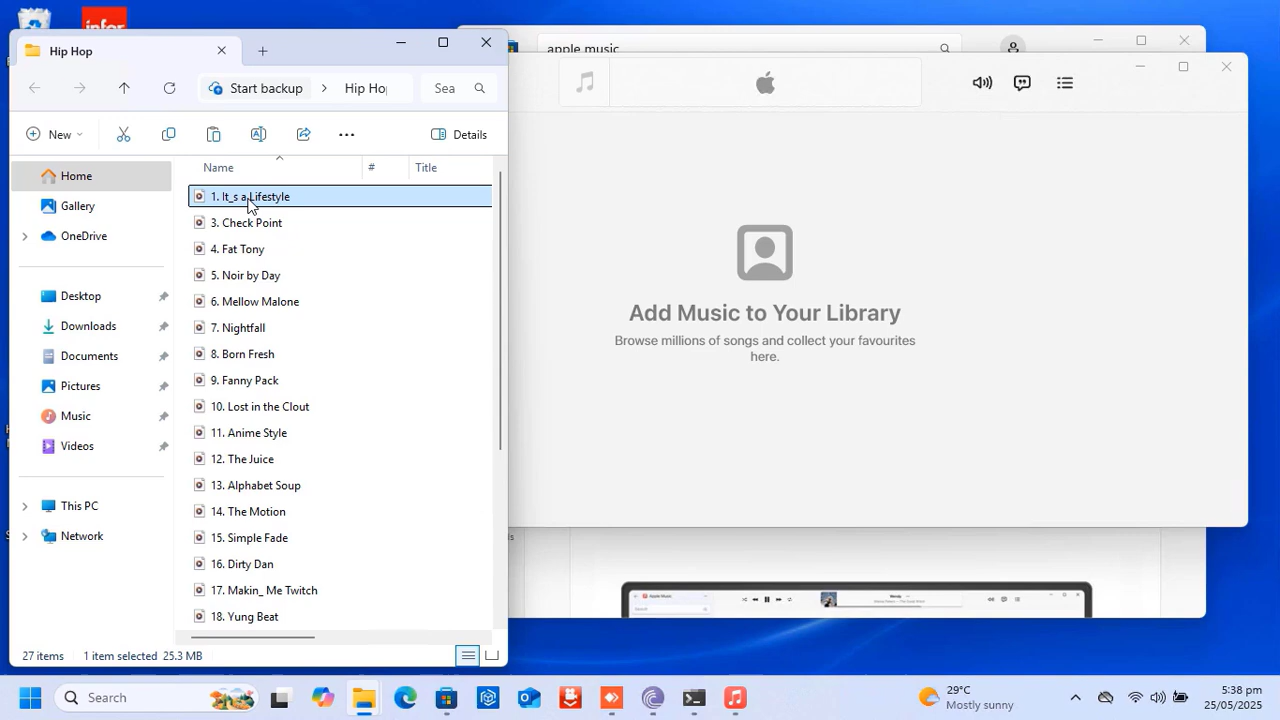 infor
Hip Hop
apple music
Start backup
Hip Ho
Sea
New
Details
Name
#
Title
Home
Gallery
OneDrive
Desktop
Downloads
Documents
Pictures
Music
Videos
This PC
Network
1. It_s a Lifestyle
3. Check Point
4. Fat Tony
5. Noir by Day
6. Mellow Malone
7. Nightfall
8. Born Fresh
9. Fanny Pack
10. Lost in the Clout
11. Anime Style
12. The Juice
13. Alphabet Soup
14. The Motion
15. Simple Fade
16. Dirty Dan
17. Makin_ Me Twitch
18. Yung Beat
27 items
1 item selected 25.3 MB
Add Music to Your Library
Browse millions of songs and collect your favourites
here.
Apple Music
Search
Search
29°C
Mostly sunny
5:38 pm
25/05/2025